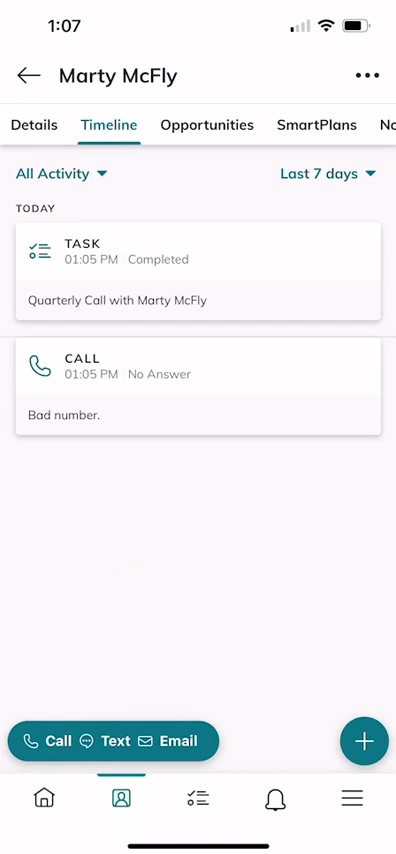 1:07
Marty McFly
Details Timeline Opportunities SmartPlans No
All Activity Last 7 days
TODAY
TASK
01:05 PM Completed
Quarterly Call with Marty McFly
CALL
01:05 PM No Answer
Bad number.
Call Text Email